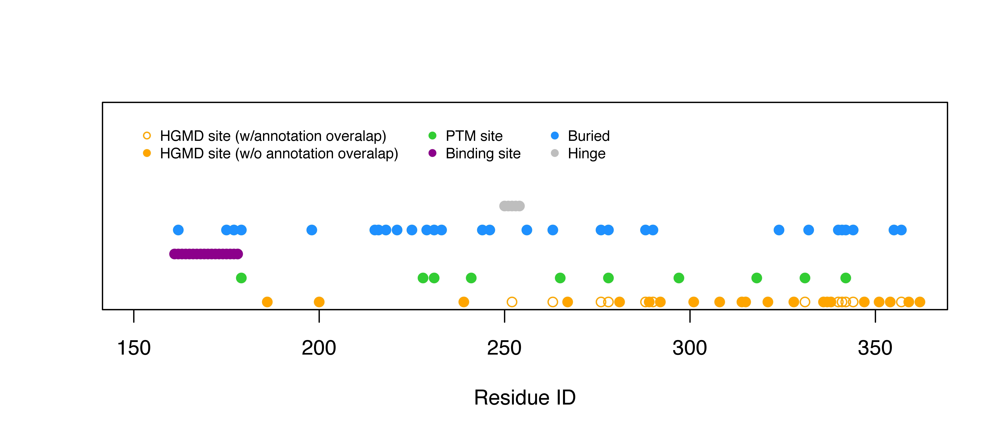 HGMD site (w/annotation overalap)
PTM site
Buried
HGMD site (w/o annotation overalap)
Binding site
Hinge
150 200 250 300 350
Residue ID